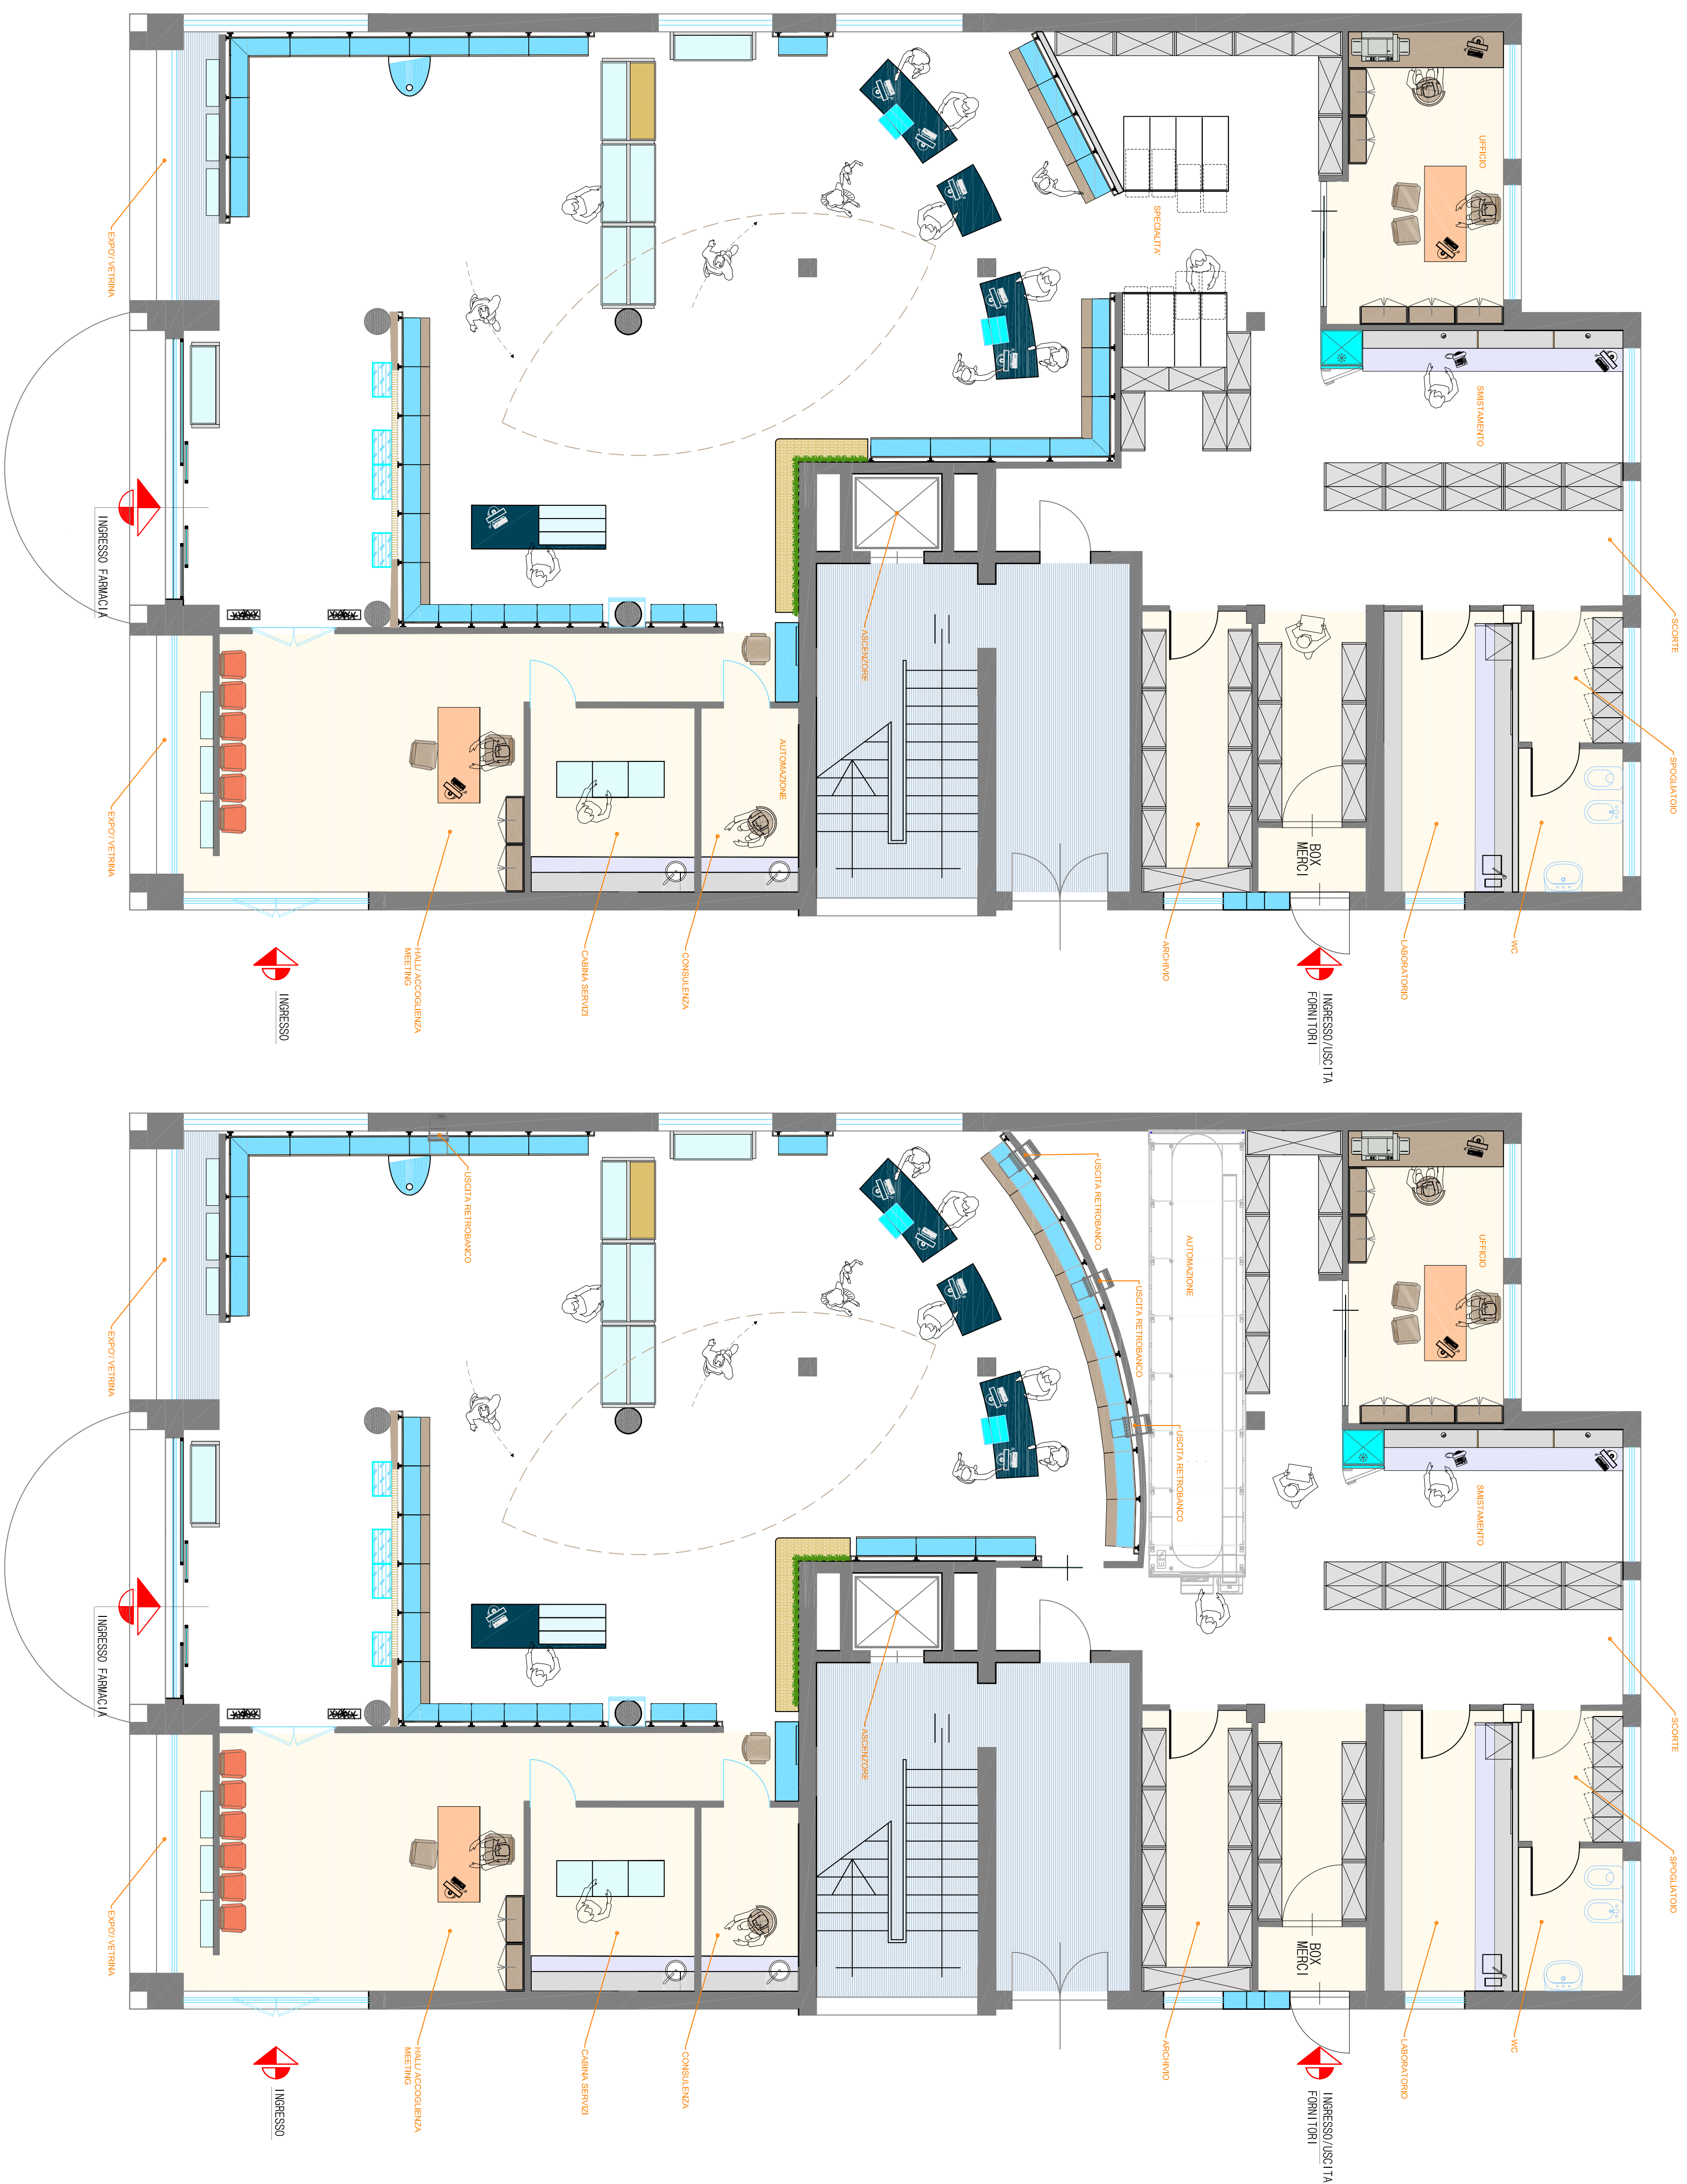 EXPO'/ VETRINA
INGRESSO FARMACIA
EXPO'/ VETRINA
UFFICIO
SPECIALITA'
SMISTAMENTO
SCORTE
SPOGLIATOIO
ASCENZORE
AUTOMAZIONE
BOX
MERCI
WC
LABORATORIO
ARCHIVIO
CONSULENZA
CABINA SERVIZI
HALL/ ACCOGLIENZA
MEETING
INGRESSO
INGRESSO/USCITA
FORNITORI
EXPO'/ VETRINA
INGRESSO FARMACIA
EXPO'/ VETRINA
USCITA RETROBANCO
USCITA RETROBANCO
USCITA RETROBANCO
USCITA RETROBANCO
AUTOMAZIONE
UFFICIO
SMISTAMENTO
SCORTE
SPOGLIATOIO
ASCENZORE
BOX
MERCI
WC
LABORATORIO
ARCHIVIO
CONSULENZA
CABINA SERVIZI
HALL/ ACCOGLIENZA
MEETING
INGRESSO
INGRESSO/USCITA
FORNITORI